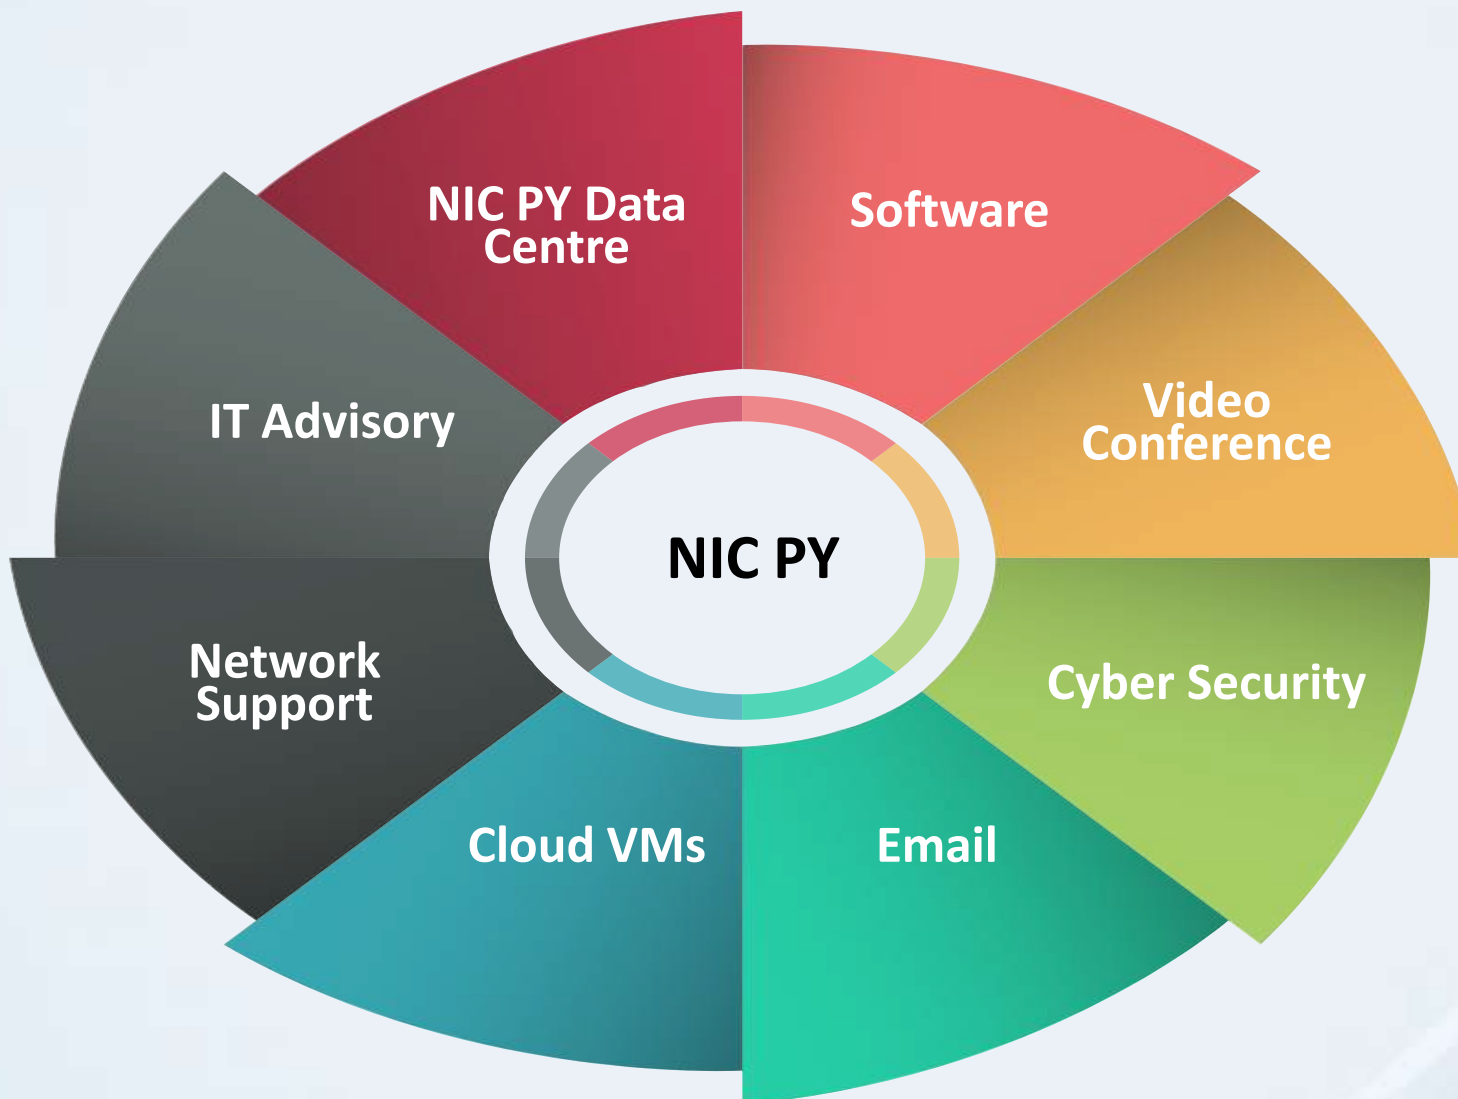 NIC PY Data
Centre
Software
Video
Conference
Cyber Security
Email
Cloud VMs
Network
Support
IT Advisory
NIC PY